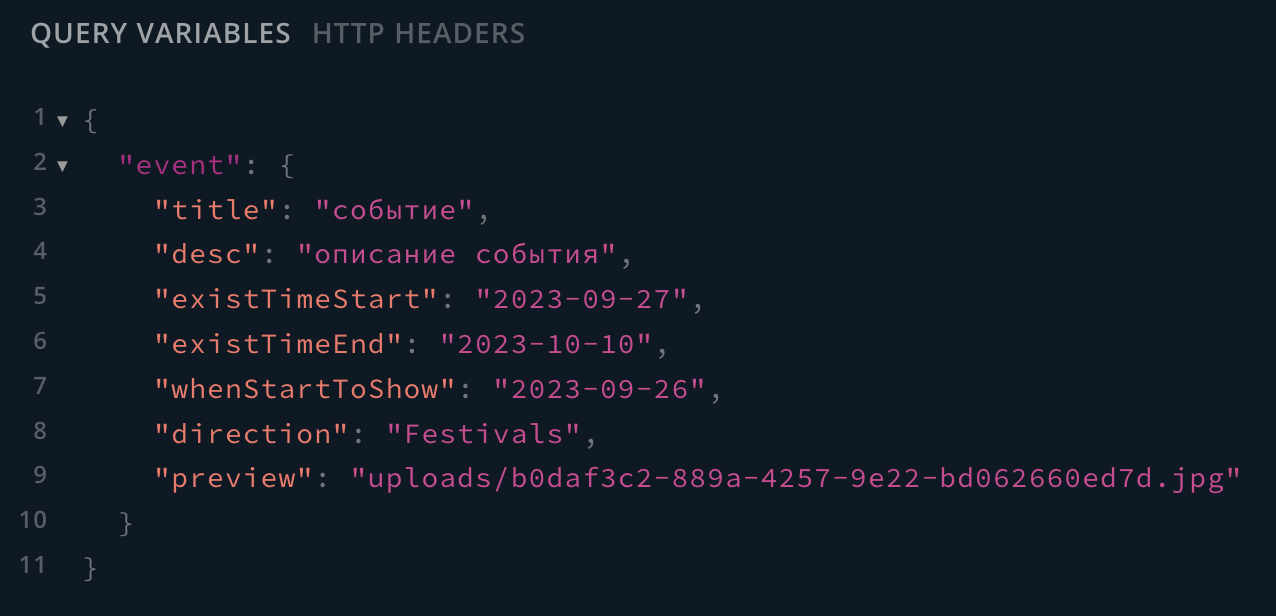 QUERY VARIABLES HTTP HEADERS
1 ▼ {
2 ▼ "event": {
3 "title": "событие",
4 "desc": "описание события",
5 "existTimeStart": "2023-09-27",
6 "existTimeEnd": "2023-10-10",
7 "whenStartToShow": "2023-09-26",
8 "direction": "Festivals",
9 "preview": "uploads/b0daf3c2-889a-4257-9e22-bd062660ed7d.jpg"
10 }
11 }